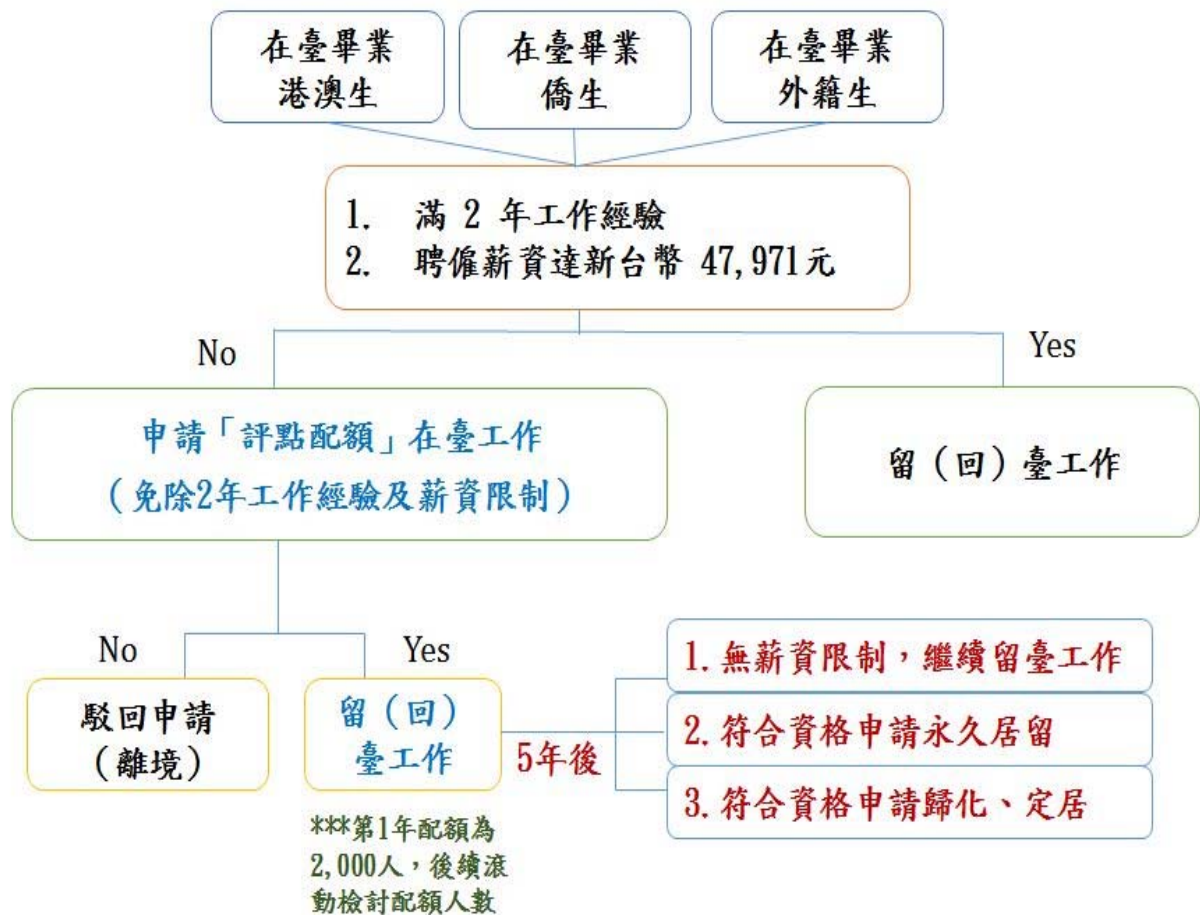 在臺畢業
港澳生
在臺畢業
僑生
在臺畢業
外籍生
1. 滿 2 年工作經驗
2. 聘僱薪資達新台幣 47,971元
No
Yes
申請「評點配額」在臺工作
（免除2年工作經驗及薪資限制）
留（回）臺工作
No
Yes
駁回申請
（離境）
留（回）
臺工作
5年後
1. 無薪資限制，繼續留臺工作
2. 符合資格申請永久居留
3. 符合資格申請歸化、定居
***第1年配額為
2,000人，後續滾
動檢討配額人數